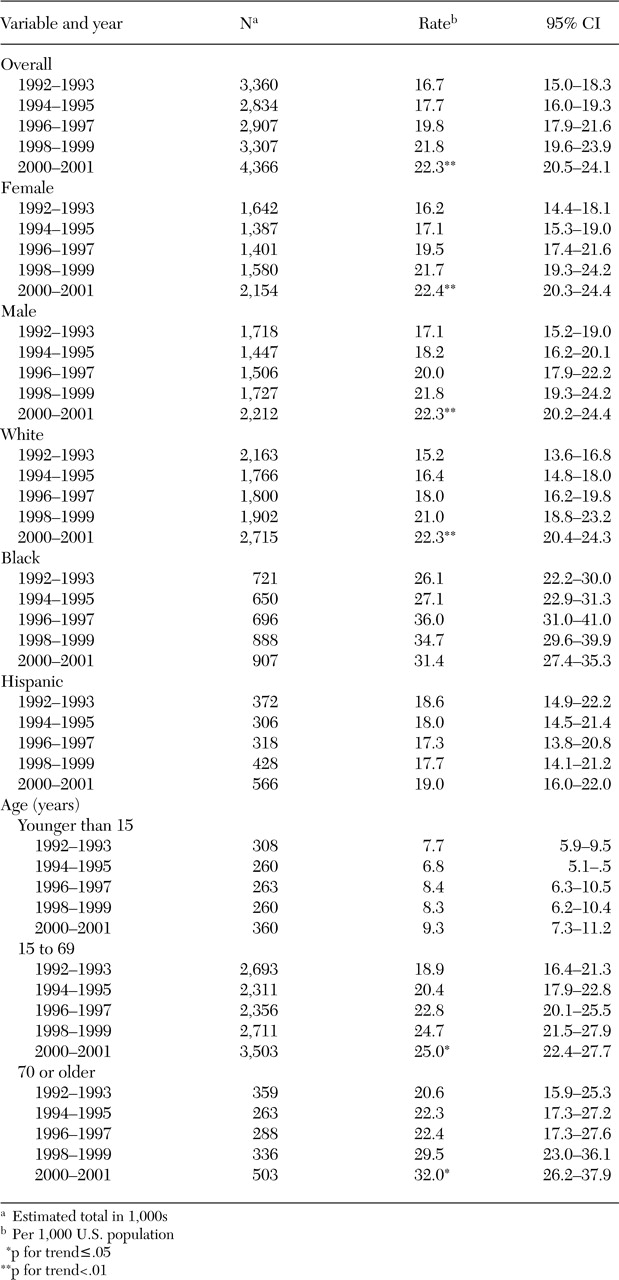 Variable and year Nᵃ Rateᵇ 95% CI
Overall
1992–1993 3,360 16.7 15.0–18.3
1994–1995 2,834 17.7 16.0–19.3
1996–1997 2,907 19.8 17.9–21.6
1998–1999 3,307 21.8 19.6–23.9
2000–2001 4,366 22.3** 20.5–24.1
Female
1992–1993 1,642 16.2 14.4–18.1
1994–1995 1,387 17.1 15.3–19.0
1996–1997 1,401 19.5 17.4–21.6
1998–1999 1,580 21.7 19.3–24.2
2000–2001 2,154 22.4** 20.3–24.4
Male
1992–1993 1,718 17.1 15.2–19.0
1994–1995 1,447 18.2 16.2–20.1
1996–1997 1,506 20.0 17.9–22.2
1998–1999 1,727 21.8 19.3–24.2
2000–2001 2,212 22.3** 20.2–24.4
White
1992–1993 2,163 15.2 13.6–16.8
1994–1995 1,766 16.4 14.8–18.0
1996–1997 1,800 18.0 16.2–19.8
1998–1999 1,902 21.0 18.8–23.2
2000–2001 2,715 22.3** 20.4–24.3
Black
1992–1993 721 26.1 22.2–30.0
1994–1995 650 27.1 22.9–31.3
1996–1997 696 36.0 31.0–41.0
1998–1999 888 34.7 29.6–39.9
2000–2001 907 31.4 27.4–35.3
Hispanic
1992–1993 372 18.6 14.9–22.2
1994–1995 306 18.0 14.5–21.4
1996–1997 318 17.3 13.8–20.8
1998–1999 428 17.7 14.1–21.2
2000–2001 566 19.0 16.0–22.0
Age (years)
Younger than 15
1992–1993 308 7.7 5.9–9.5
1994–1995 260 6.8 5.1–.5
1996–1997 263 8.4 6.3–10.5
1998–1999 260 8.3 6.2–10.4
2000–2001 360 9.3 7.3–11.2
15 to 69
1992–1993 2,693 18.9 16.4–21.3
1994–1995 2,311 20.4 17.9–22.8
1996–1997 2,356 22.8 20.1–25.5
1998–1999 2,711 24.7 21.5–27.9
2000–2001 3,503 25.0* 22.4–27.7
70 or older
1992–1993 359 20.6 15.9–25.3
1994–1995 263 22.3 17.3–27.2
1996–1997 288 22.4 17.3–27.6
1998–1999 336 29.5 23.0–36.1
2000–2001 503 32.0* 26.2–37.9
ᵃ Estimated total in 1,000s
ᵇ Per 1,000 U.S. population
*p for trend≤.05
**p for trend<.01